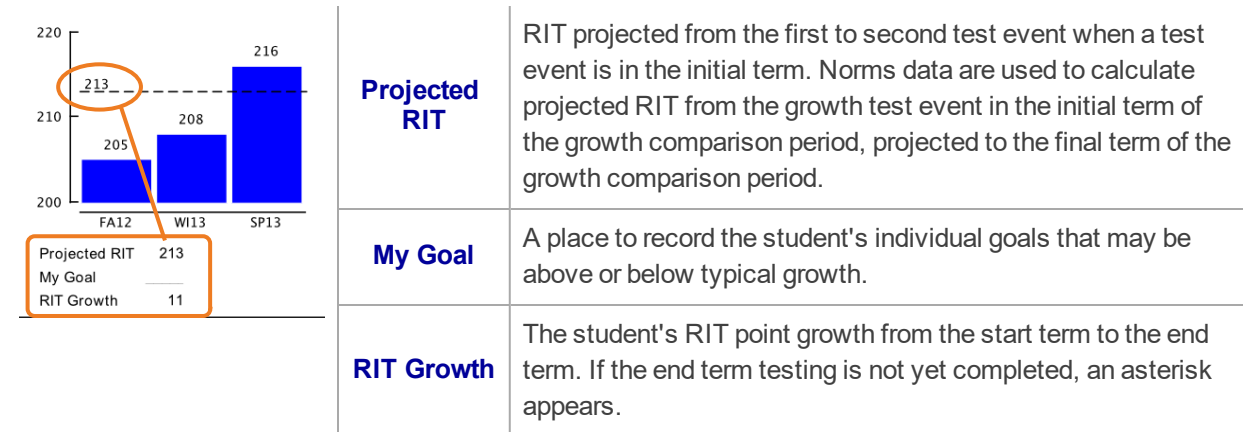 220
216
213
210
208
205
200
FA12 WI13 SP13
Projected RIT 213
My Goal
RIT Growth 11
Projected
RIT
RIT projected from the first to second test event when a test
event is in the initial term. Norms data are used to calculate
projected RIT from the growth test event in the initial term of
the growth comparison period, projected to the final term of the
growth comparison period.
My Goal
A place to record the student's individual goals that may be
above or below typical growth.
RIT Growth
The student's RIT point growth from the start term to the end
term. If the end term testing is not yet completed, an asterisk
appears.